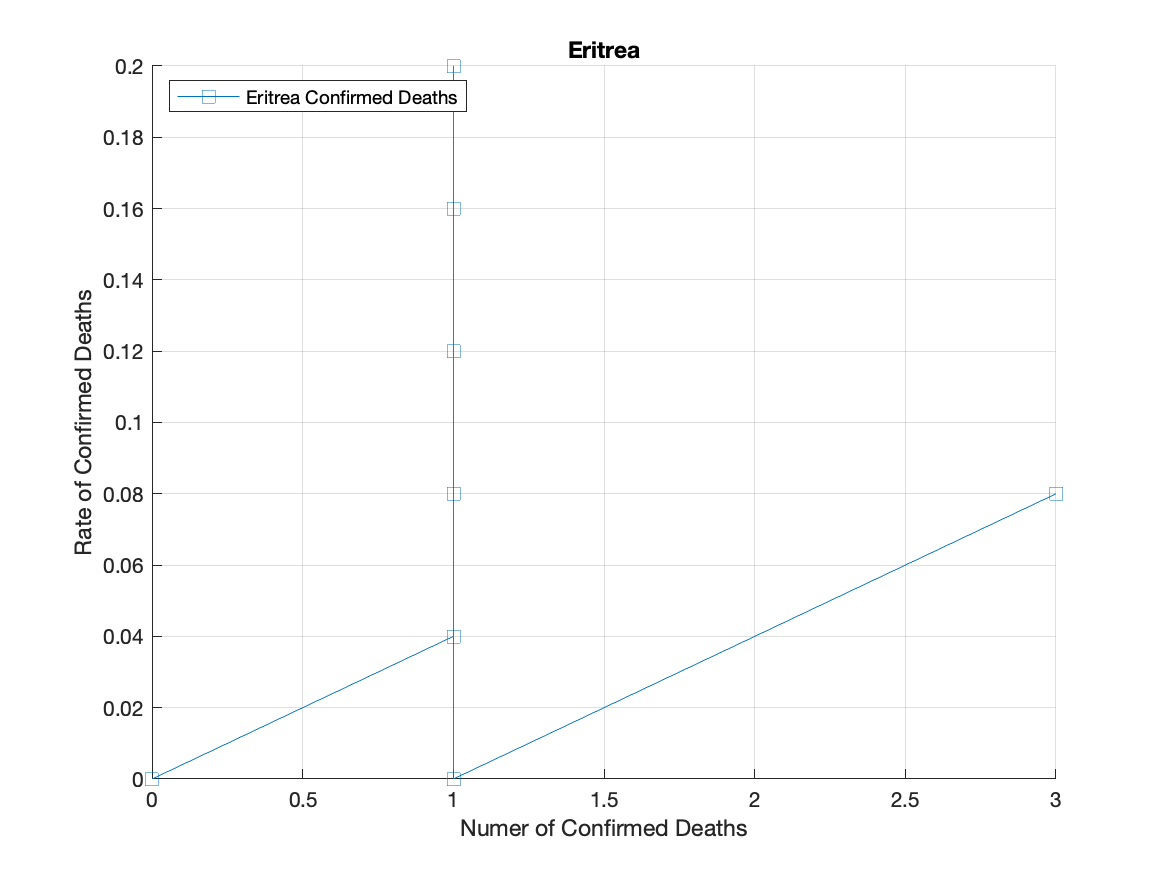 Eritrea
0.2
Eritrea Confirmed Deaths
0.18
0.16
0.14
0.12
0.1
0.08
0.06
0.04
0.02
0
Rate of Confirmed Deaths
0 0.5 1 1.5 2 2.5 3
Numer of Confirmed Deaths